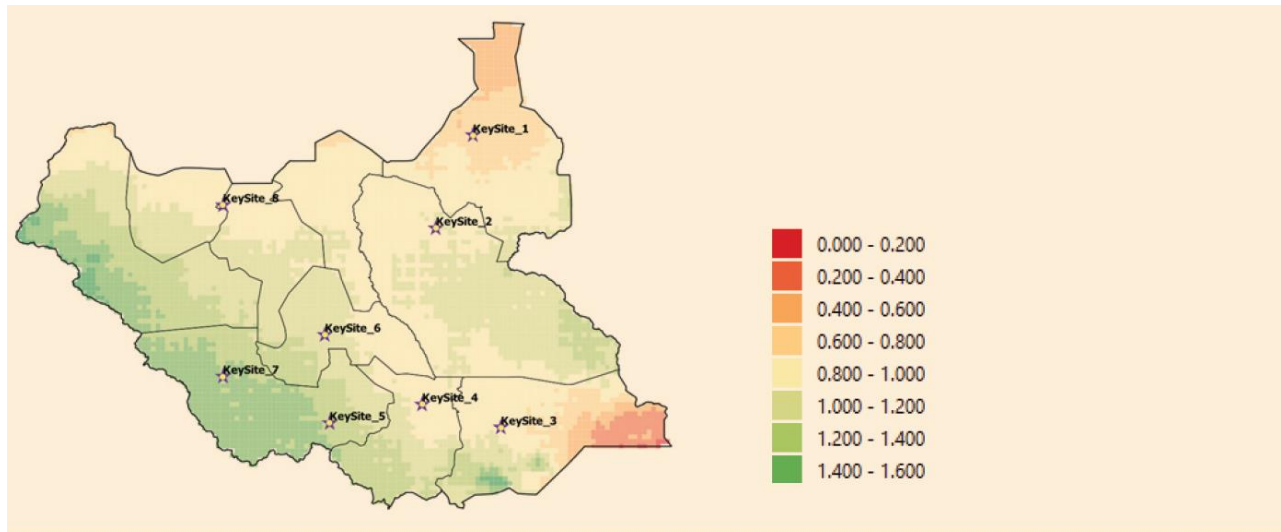 KeySite_1
KeySite_8
KeySite_2
KeySite_6
KeySite_7
KeySite_4
KeySite_5
KeySite_3
0.000 - 0.200
0.200 - 0.400
0.400 - 0.600
0.600 - 0.800
0.800 - 1.000
1.000 - 1.200
1.200 - 1.400
1.400 - 1.600